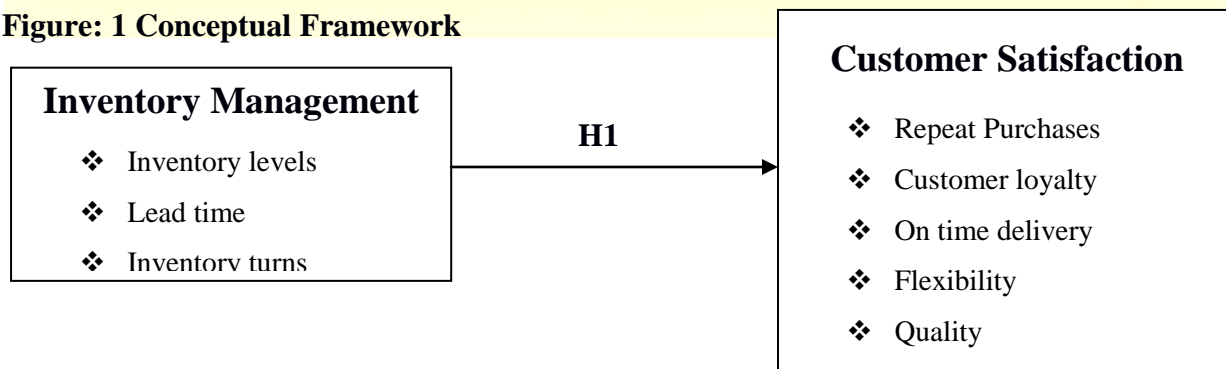 Figure: 1 Conceptual Framework
Inventory Management
❖ Inventory levels
❖ Lead time
❖ Inventory turns
H1
Customer Satisfaction
❖ Repeat Purchases
❖ Customer loyalty
❖ On time delivery
❖ Flexibility
❖ Quality